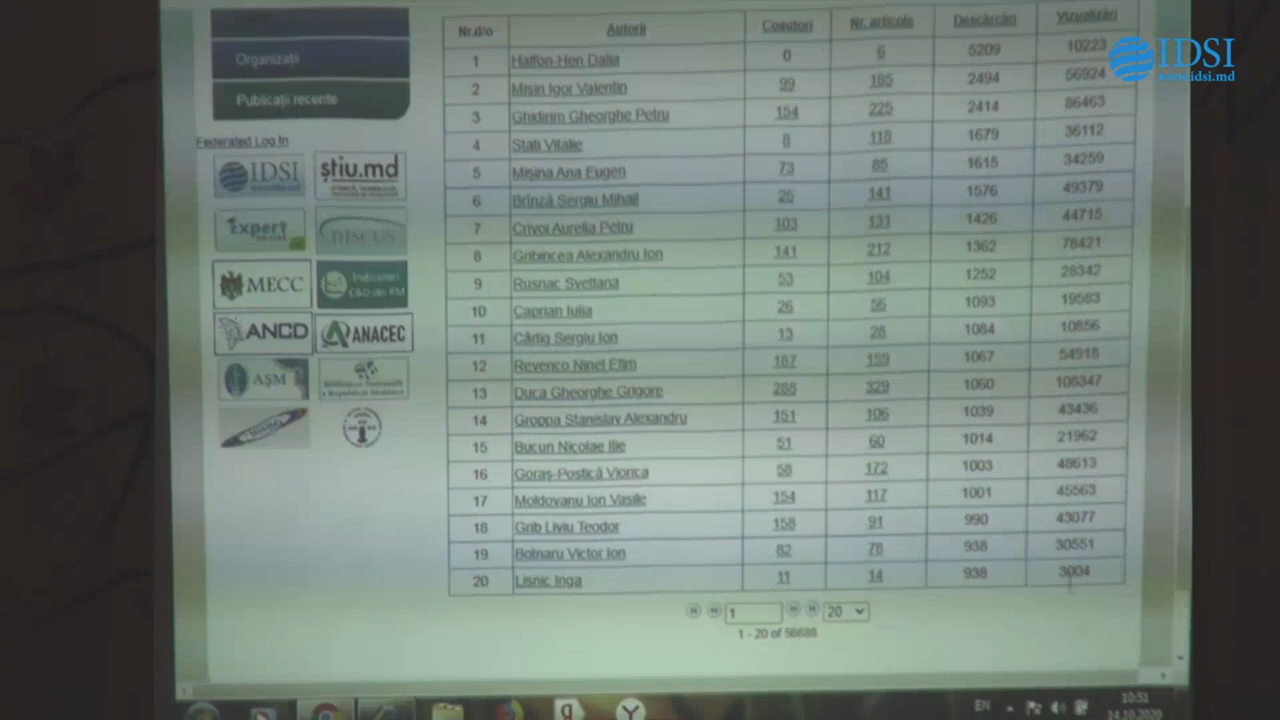 IDSI
www.idsi.md
Organizații
Publicații recente
Federated Log In
IDSI
știu.md
Expert
DISCUS
MECC
ANCD
ANACEC
AȘM
Nr.d/o Autorii Coautori Nr. articole Descărcări Vizualizări
1 Halfon-Hen Dalia 0 6 5209 10223
2 Mișin Igor Valentin 99 185 2494 56924
3 Ghidirim Gheorghe Petru 154 225 2414 86463
4 Stati Vitalie 8 118 1679 36112
5 Mișina Ana Eugen 73 85 1615 34259
6 Brînză Sergiu Mihail 25 141 1576 49379
7 Crivoi Aurelia Petru 103 131 1426 44715
8 Gribincea Alexandru Ion 141 212 1362 78421
9 Rusnac Svetlana 53 104 1252 28342
10 Caprian Iulia 26 56 1093 19583
11 Cârtig Sergiu Ion 13 28 1084 10856
12 Revenco Ninel Efim 187 159 1067 54918
13 Duca Gheorghe Grigore 288 329 1060 108347
14 Groppa Stanislav Alexandru 151 106 1039 43436
15 Bucun Nicolae Ilie 51 60 1014 21962
16 Goraș-Postică Viorica 58 172 1003 48613
17 Moldovanu Ion Vasile 154 117 1001 45563
18 Grib Liviu Teodor 158 91 990 43077
19 Botnaru Victor Ion 82 78 938 30551
20 Lisnic Inga 11 14 938 3004
1 20
1 - 20 of 56688
EN
10:51
14.10.2020